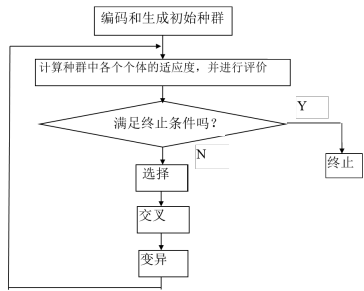 编码和生成初始种群
计算种群中各个个体的适应度，并进行评价
满足终止条件吗？
Y
N
终止
选择
交叉
变异